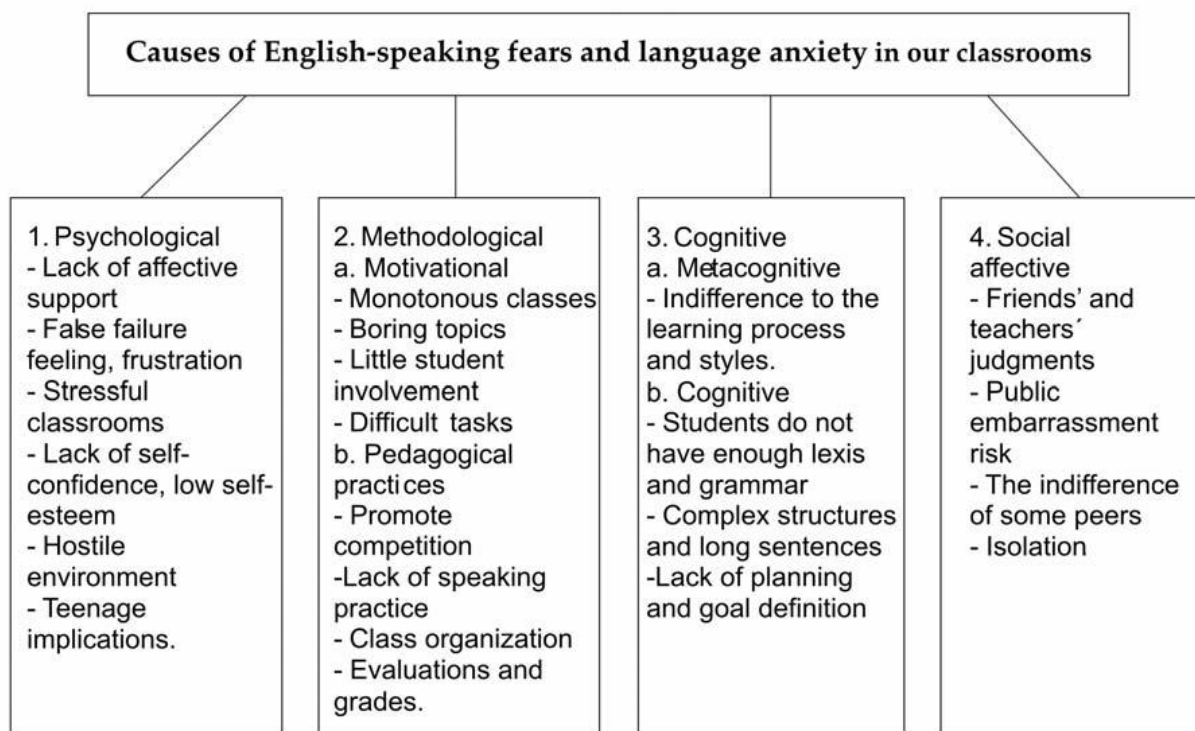 Causes of English-speaking fears and language anxiety in our classrooms
1. Psychological
- Lack of affective
support
- False failure
feeling, frustration
- Stressful
classrooms
- Lack of self-
confidence, low self-
esteem
- Hostile
environment
- Teenage
implications.
2. Methodological
a. Motivational
- Monotonous classes
- Boring topics
- Little student
involvement
- Difficult tasks
b. Pedagogical
practices
- Promote
competition
-Lack of speaking
practice
- Class organization
- Evaluations and
grades.
3. Cognitive
a. Metacognitive
- Indifference to the
learning process
and styles.
b. Cognitive
- Students do not
have enough lexis
and grammar
- Complex structures
and long sentences
-Lack of planning
and goal definition
4. Social
affective
- Friends’ and
teachers´
judgments
- Public
embarrassment
risk
- The indifference
of some peers
- Isolation